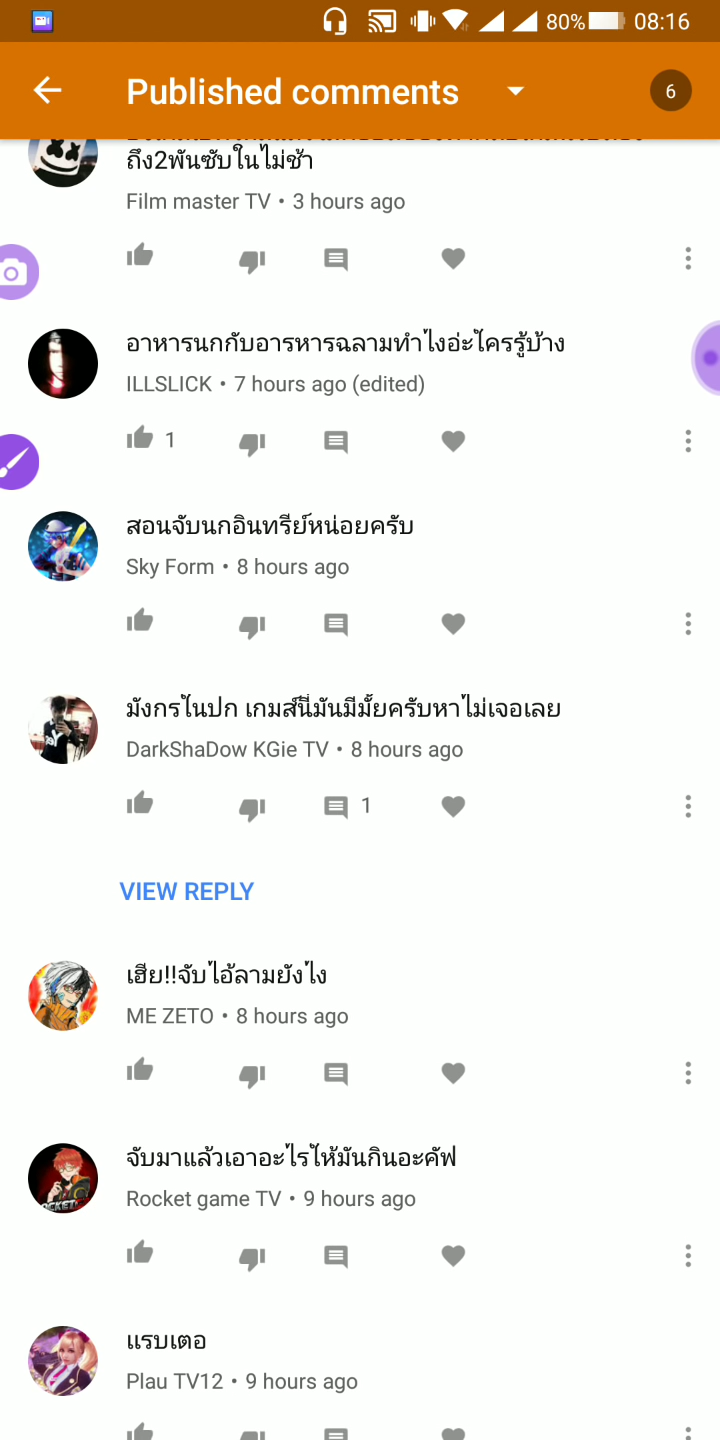 80% 08:16
Published comments
6
ถึง2พันซับในไม่ช้า
Film master TV • 3 hours ago
อาหารนกกับอารหารฉลามทำไงอ่ะใครรู้บ้าง
ILLSLICK • 7 hours ago (edited)
1
สอนจับนกอินทรีย์หน่อยครับ
Sky Form • 8 hours ago
มังกรในปก เกมส์นี่มันมีมั้ยครับหาไม่เจอเลย
DarkShaDow KGie TV • 8 hours ago
1
VIEW REPLY
เฮีย!!จับไอ้ลามยังไง
ME ZETO • 8 hours ago
จับมาแล้วเอาอะไรให้มันกินอะคัฟ
Rocket game TV • 9 hours ago
แรบเตอ
Plau TV12 • 9 hours ago